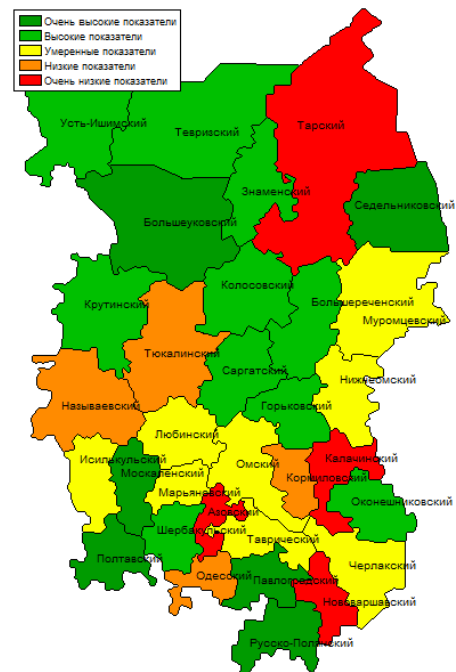 Очень высокие показатели
Высокие показатели
Умеренные показатели
Низкие показатели
Очень низкие показатели
Усть-Ишимский
Тевризский
Тарский
Знаменский
Седельниковский
Большеуковский
Колосовский
Большереченский
Крутинский
Муромцевский
Тюкалинский
Саргатский
Нижнеомский
Называевский
Горьковский
Любинский
Исилькульский
Омский
Калачинский
Москаленский
Кормиловский
Марьяновский
Оконешниковский
Азовский
Шербакульский
Таврический
Полтавский
Черлакский
Одесский
Павлоградский
Нововаршавский
Русско-Полянский